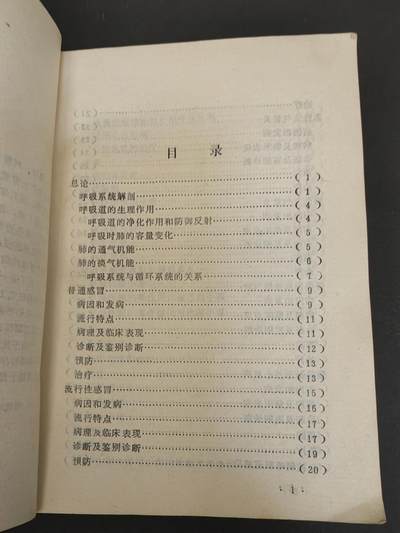 目录
总论……(1)
呼吸系统解剖……(1)
呼吸道的生理作用……(4)
呼吸道的净化作用和防御反射……(4)
呼吸时肺的容量变化……(5)
肺的通气机能……(5)
肺的换气机能……(6)
呼吸系统与循环系统的关系……(7)
普通感冒……(9)
病因和发病……(9)
流行特点……(11)
病理及临床表现……(11)
诊断及鉴别诊断……(12)
预防……(13)
治疗……(13)
流行性感冒……(15)
病因和发病……(16)
流行特点……(17)
病理及临床表现……(17)
诊断及鉴别诊断……(19)
预防……(20)
1